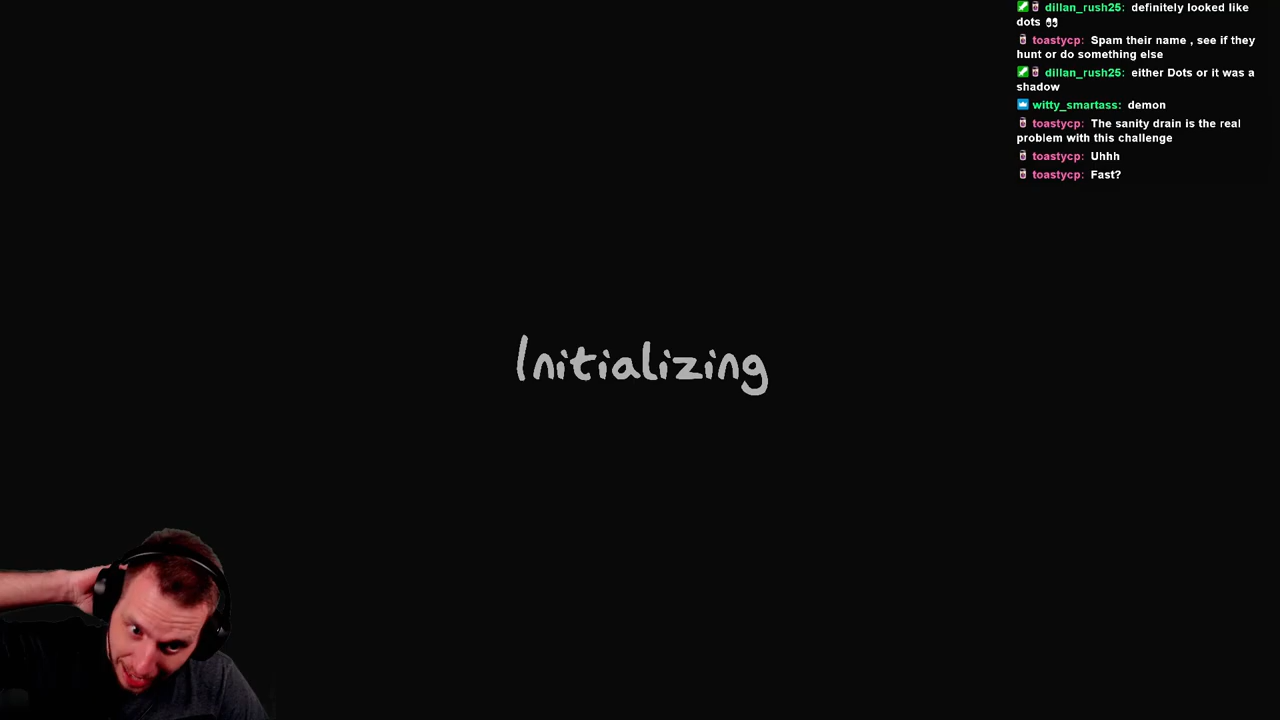 dillan_rush25: definitely looked like
dots 👀
toastycp: Spam their name , see if they
hunt or do something else
dillan_rush25: either Dots or it was a
shadow
witty_smartass: demon
toastycp: The sanity drain is the real
problem with this challenge
toastycp: Uhhh
toastycp: Fast?
Initializing